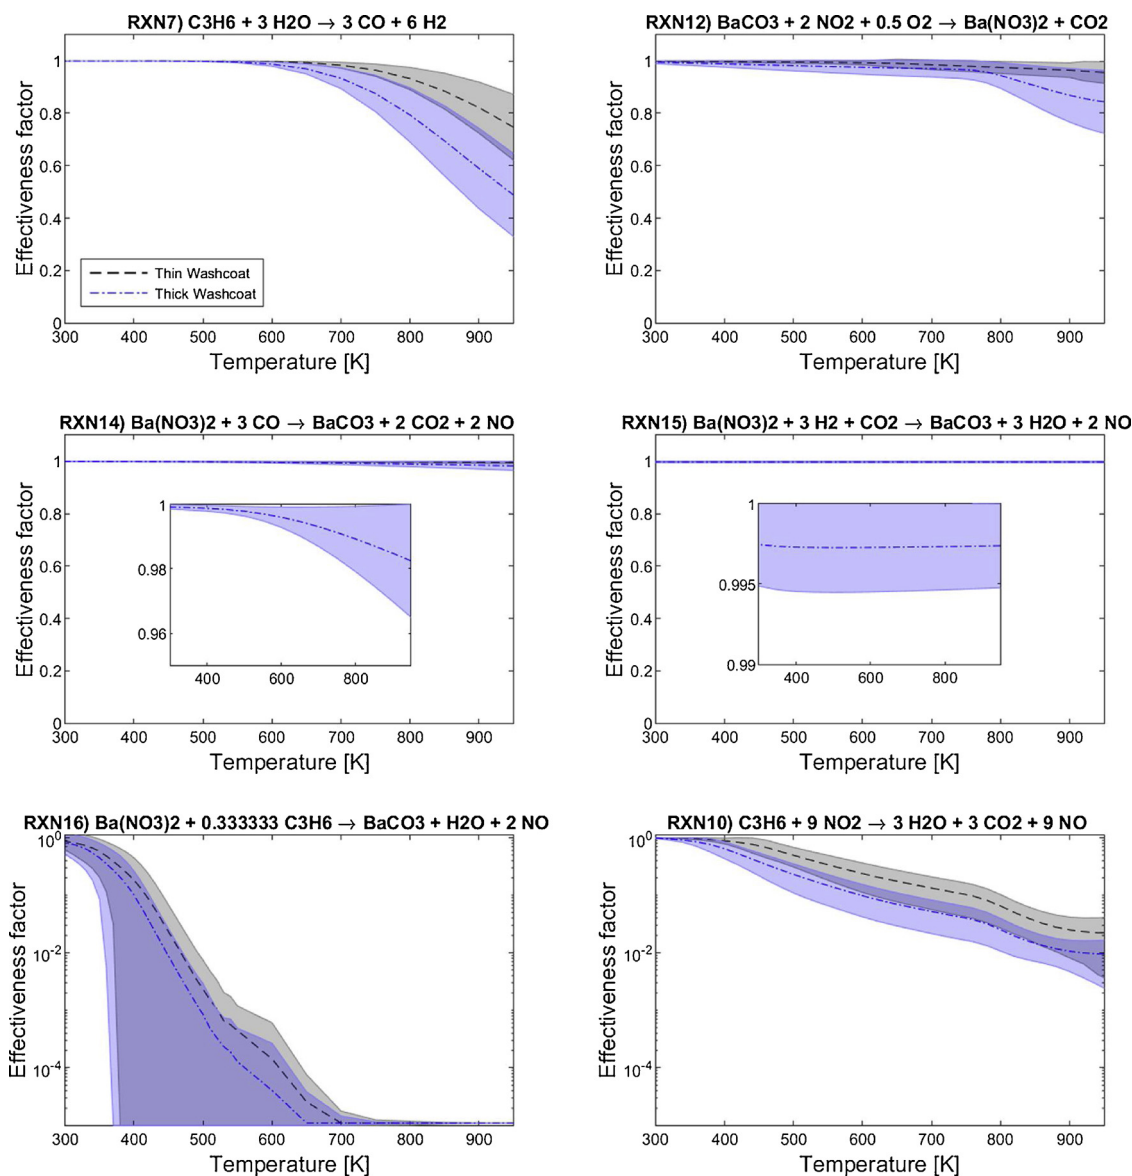 RXN7) C3H6 + 3 H2O → 3 CO + 6 H2
Effectiveness factor
1
0.8
0.6
0.4
0.2
0
Thin Washcoat
Thick Washcoat
300 400 500 600 700 800 900
Temperature [K]
RXN12) BaCO3 + 2 NO2 + 0.5 O2 → Ba(NO3)2 + CO2
Effectiveness factor
1
0.8
0.6
0.4
0.2
0
300 400 500 600 700 800 900
Temperature [K]
RXN14) Ba(NO3)2 + 3 CO → BaCO3 + 2 CO2 + 2 NO
Effectiveness factor
1
0.8
0.6
0.4
0.2
0
1
0.98
0.96
400 600 800
300 400 500 600 700 800 900
Temperature [K]
RXN15) Ba(NO3)2 + 3 H2 + CO2 → BaCO3 + 3 H2O + 2 NO
Effectiveness factor
1
0.8
0.6
0.4
0.2
0
1
0.995
0.99
400 600 800
300 400 500 600 700 800 900
Temperature [K]
RXN16) Ba(NO3)2 + 0.333333 C3H6 → BaCO3 + H2O + 2 NO
Effectiveness factor
10^0
10^-2
10^-4
300 400 500 600 700 800 900
Temperature [K]
RXN10) C3H6 + 9 NO2 → 3 H2O + 3 CO2 + 9 NO
Effectiveness factor
10^0
10^-2
10^-4
300 400 500 600 700 800 900
Temperature [K]